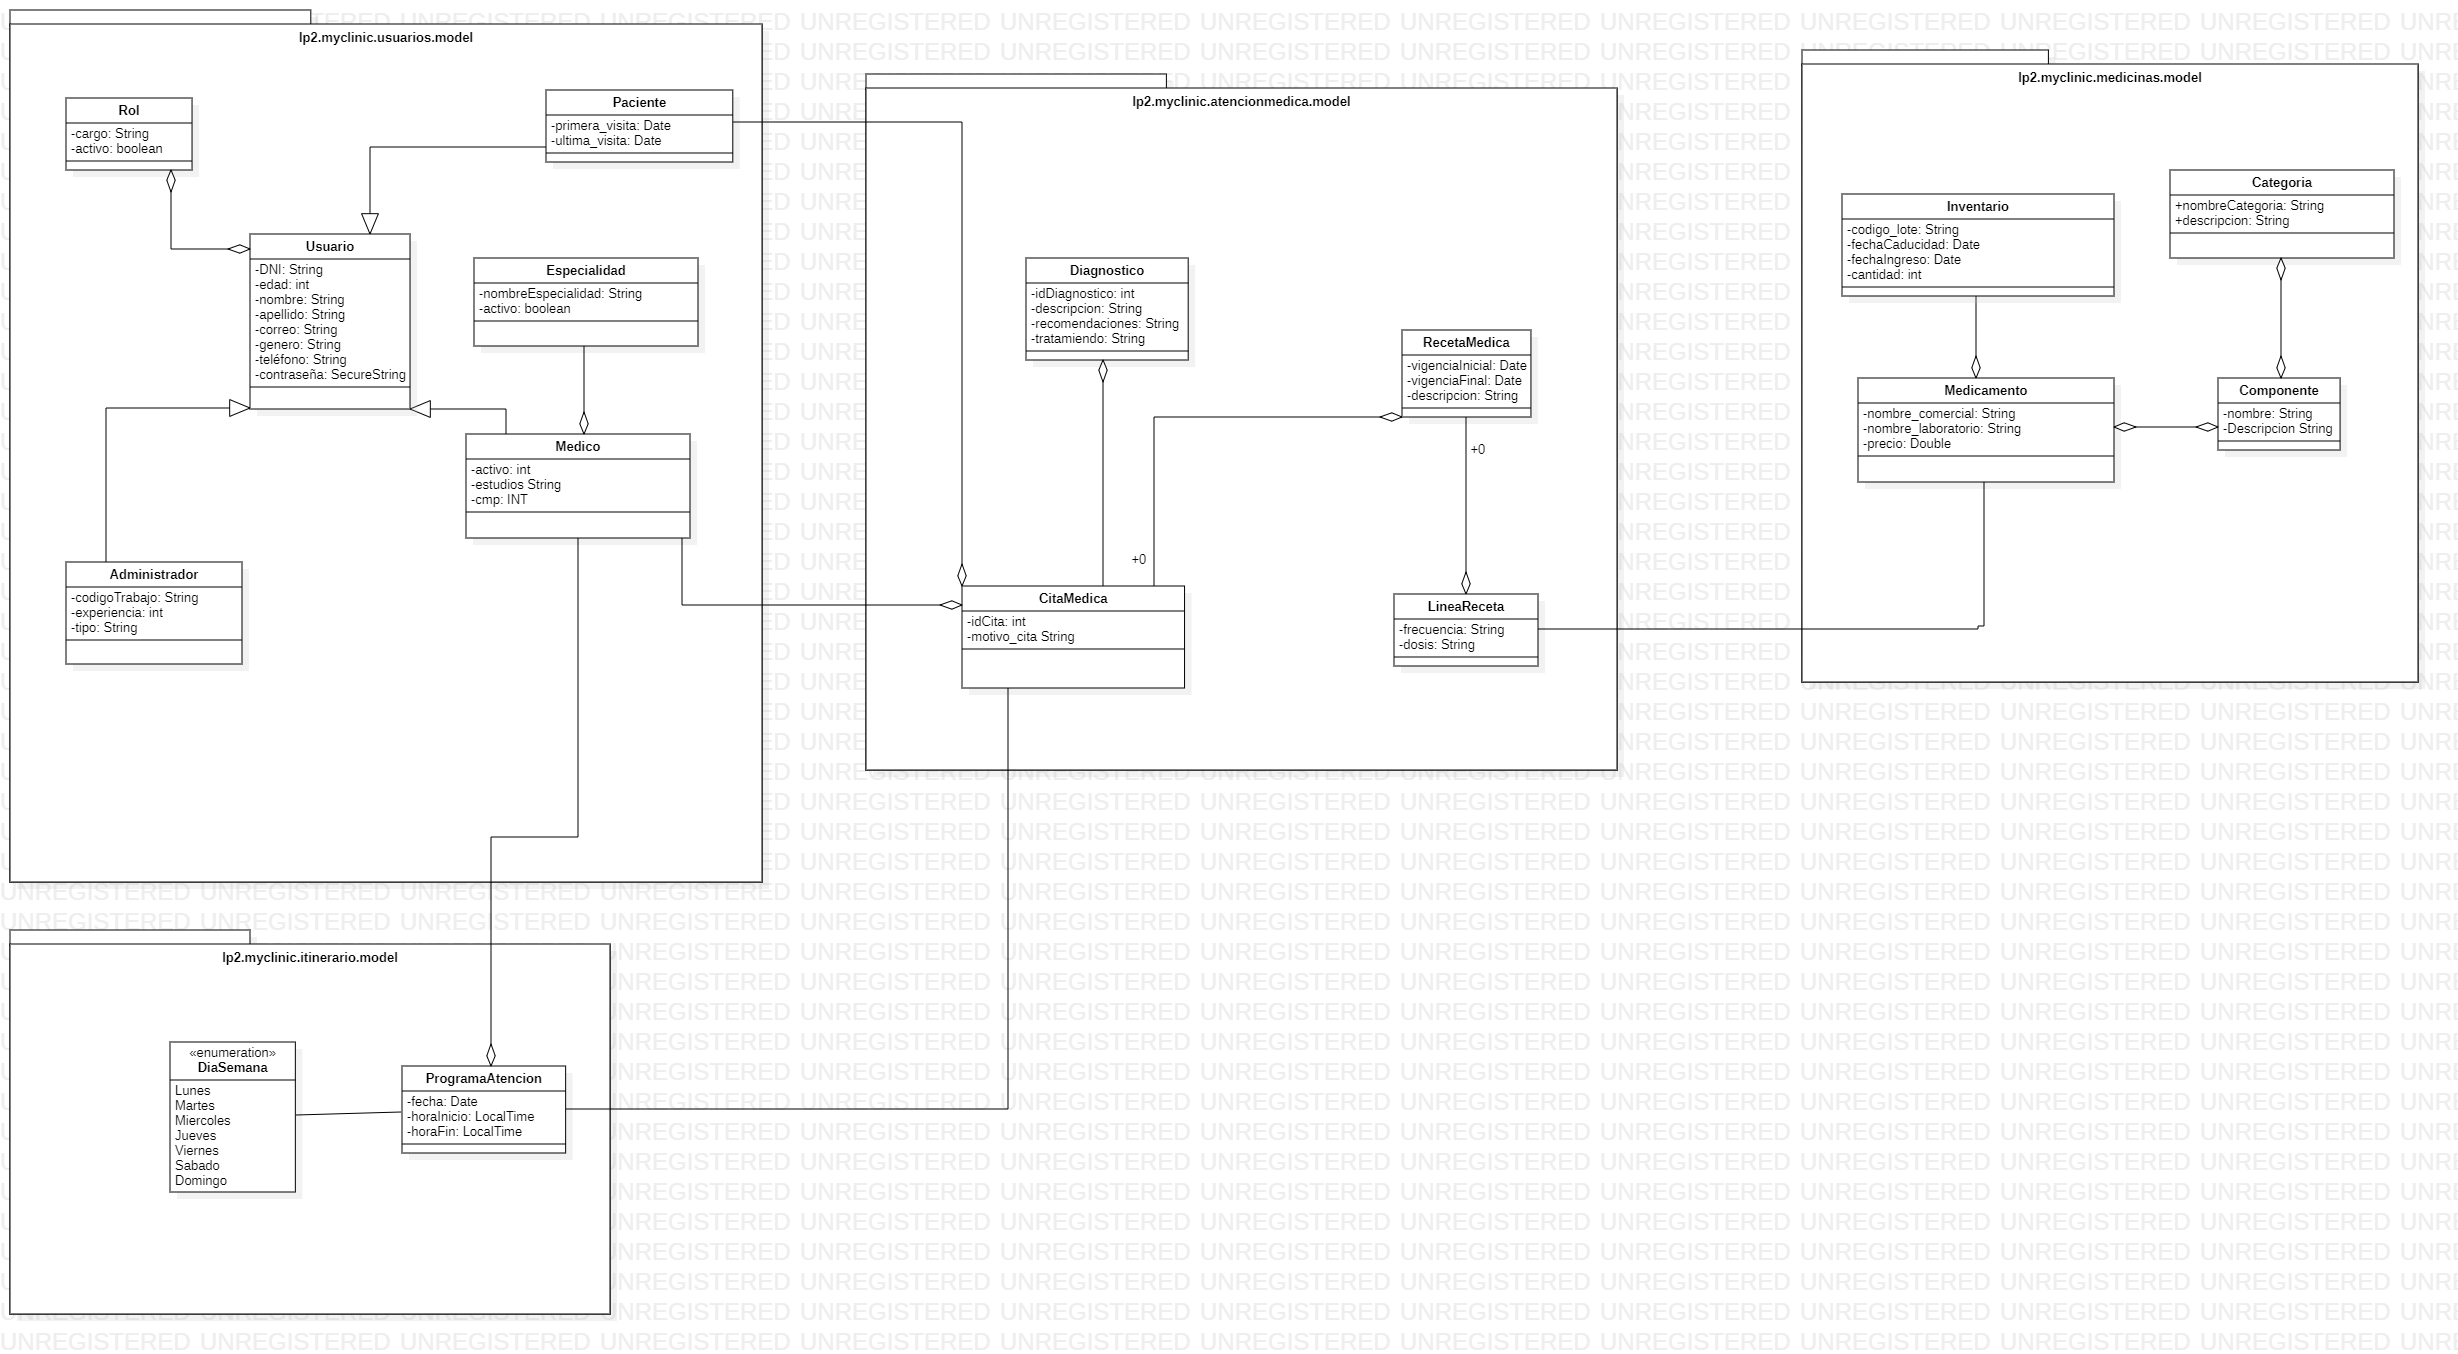 lp2.myclinic.usuarios.model
Rol
-cargo: String
-activo: boolean
Paciente
-primera_visita: Date
-ultima_visita: Date
Usuario
-DNI: String
-edad: int
-nombre: String
-apellido: String
-correo: String
-genero: String
-teléfono: String
-contraseña: SecureString
Especialidad
-nombreEspecialidad: String
-activo: boolean
Medico
-activo: int
-estudios String
-cmp: INT
Administrador
-codigoTrabajo: String
-experiencia: int
-tipo: String
lp2.myclinic.atencionmedica.model
Diagnostico
-idDiagnostico: int
-descripcion: String
-recomendaciones: String
-tratamiendo: String
RecetaMedica
-vigenciaInicial: Date
-vigenciaFinal: Date
-descripcion: String
+0
+0
CitaMedica
-idCita: int
-motivo_cita String
LineaReceta
-frecuencia: String
-dosis: String
lp2.myclinic.medicinas.model
Inventario
-codigo_lote: String
-fechaCaducidad: Date
-fechaIngreso: Date
-cantidad: int
Categoria
+nombreCategoria: String
+descripcion: String
Medicamento
-nombre_comercial: String
-nombre_laboratorio: String
-precio: Double
Componente
-nombre: String
-Descripcion String
lp2.myclinic.itinerario.model
«enumeration»
DiaSemana
Lunes
Martes
Miercoles
Jueves
Viernes
Sabado
Domingo
ProgramaAtencion
-fecha: Date
-horaInicio: LocalTime
-horaFin: LocalTime
UNREGISTERED